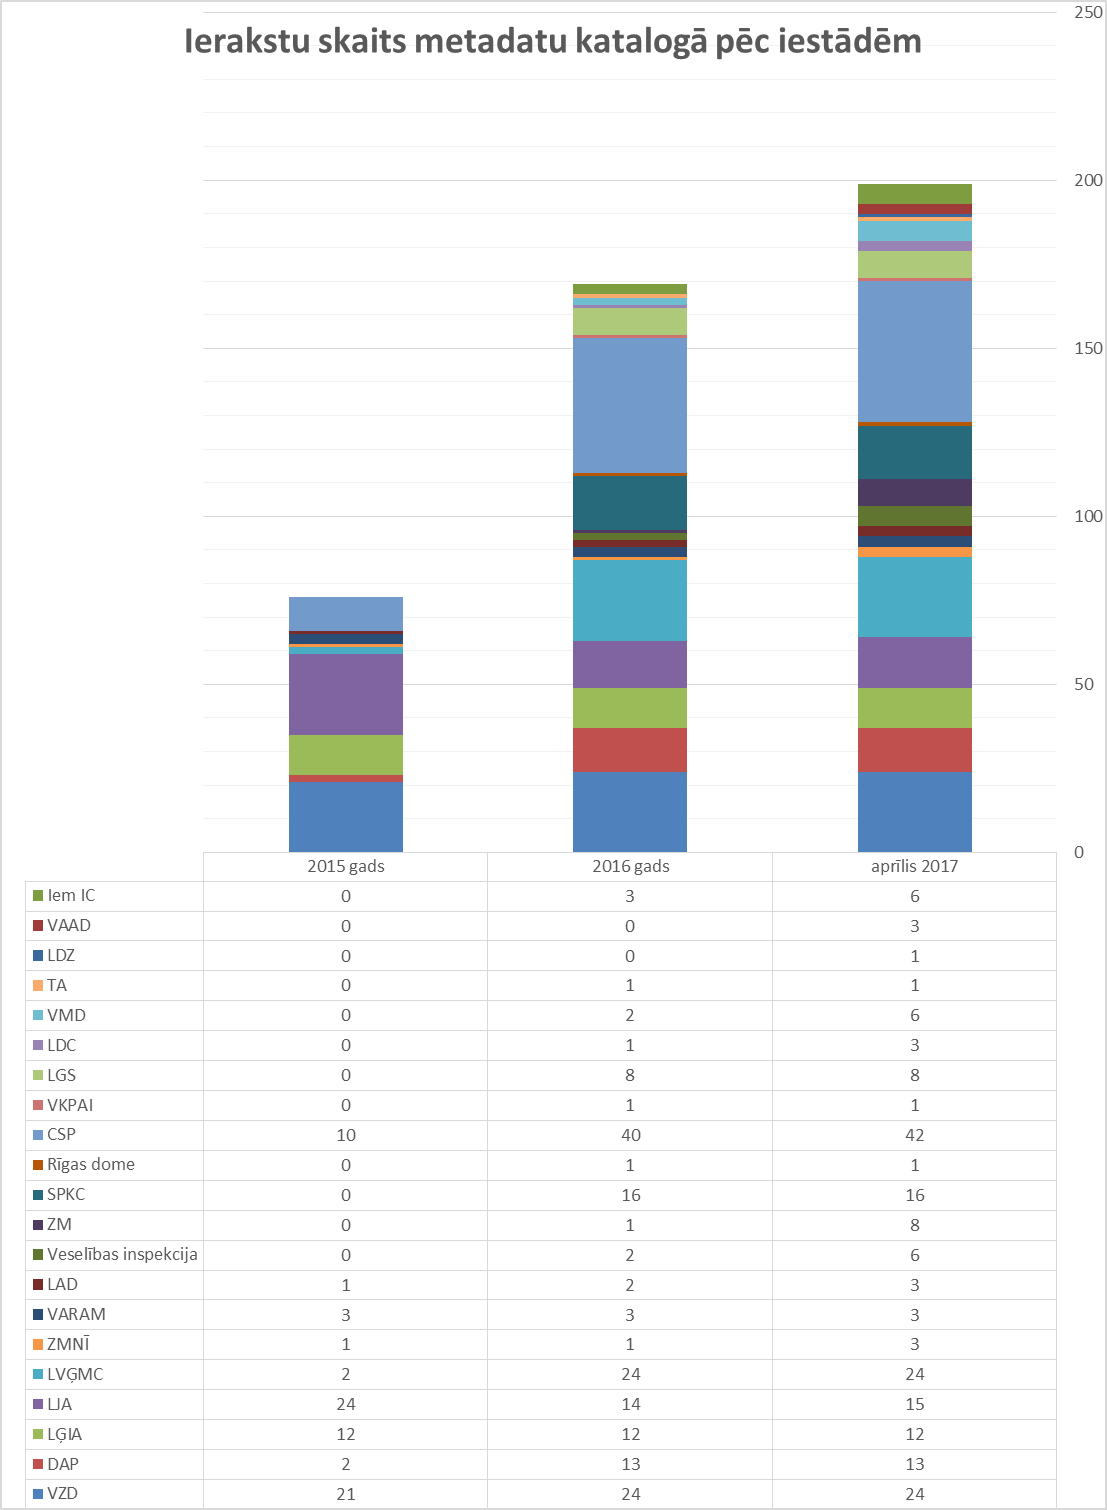 Ierakstu skaits metadatu katalogā pēc iestādēm
250
200
150
100
50
0
2015 gads 2016 gads aprīlis 2017
Iem IC 0 3 6
VAAD 0 0 3
LDZ 0 0 1
TA 0 1 1
VMD 0 2 6
LDC 0 1 3
LGS 0 8 8
VKPAI 0 1 1
CSP 10 40 42
Rīgas dome 0 1 1
SPKC 0 16 16
ZM 0 1 8
Veselības inspekcija 0 2 6
LAD 1 2 3
VARAM 3 3 3
ZMNĪ 1 1 3
LVĢMC 2 24 24
LJA 24 14 15
LĢIA 12 12 12
DAP 2 13 13
VZD 21 24 24